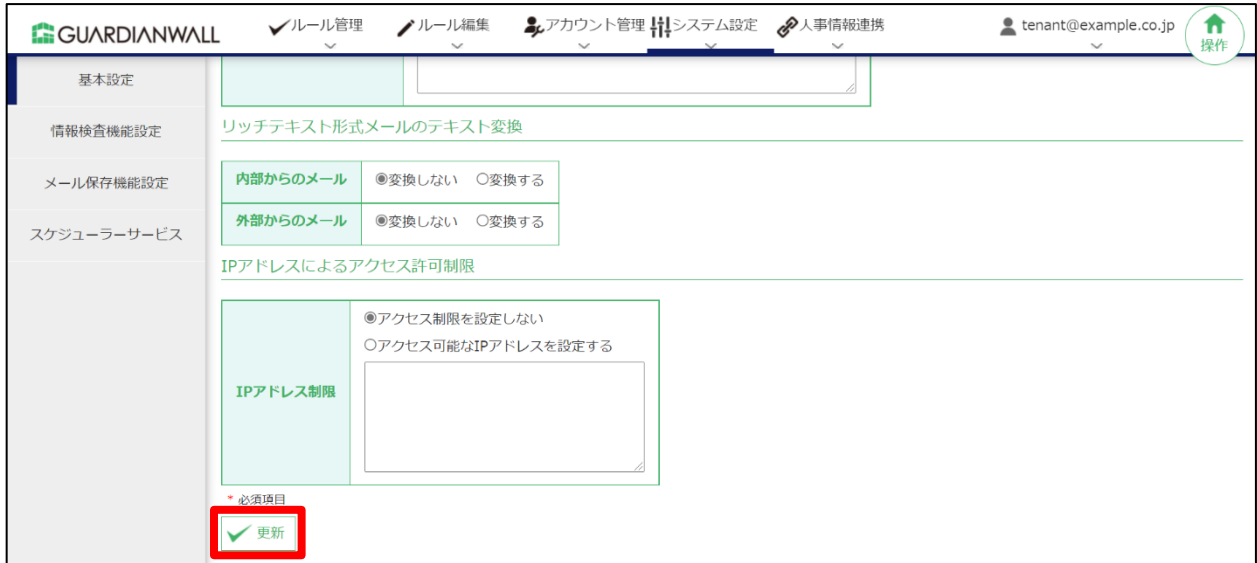 GUARDIANWALL
ルール管理
ルール編集
アカウント管理
システム設定
人事情報連携
tenant@example.co.jp
操作
基本設定
情報検査機能設定
メール保存機能設定
スケジューラーサービス
リッチテキスト形式メールのテキスト変換
内部からのメール ◉変換しない ○変換する
外部からのメール ◉変換しない ○変換する
IPアドレスによるアクセス許可制限
◉アクセス制限を設定しない
○アクセス可能なIPアドレスを設定する
IPアドレス制限
* 必須項目
更新